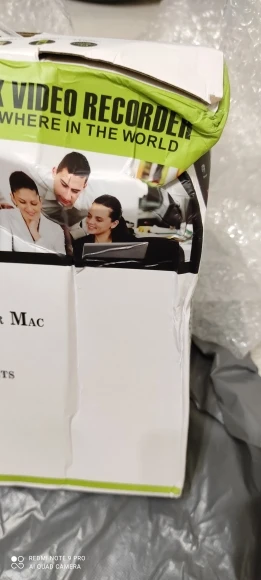 X VIDEO RECORDER
WHERE IN THE WORLD
R MAC
TS
REDMI NOTE 9 PRO
AI QUAD CAMERA